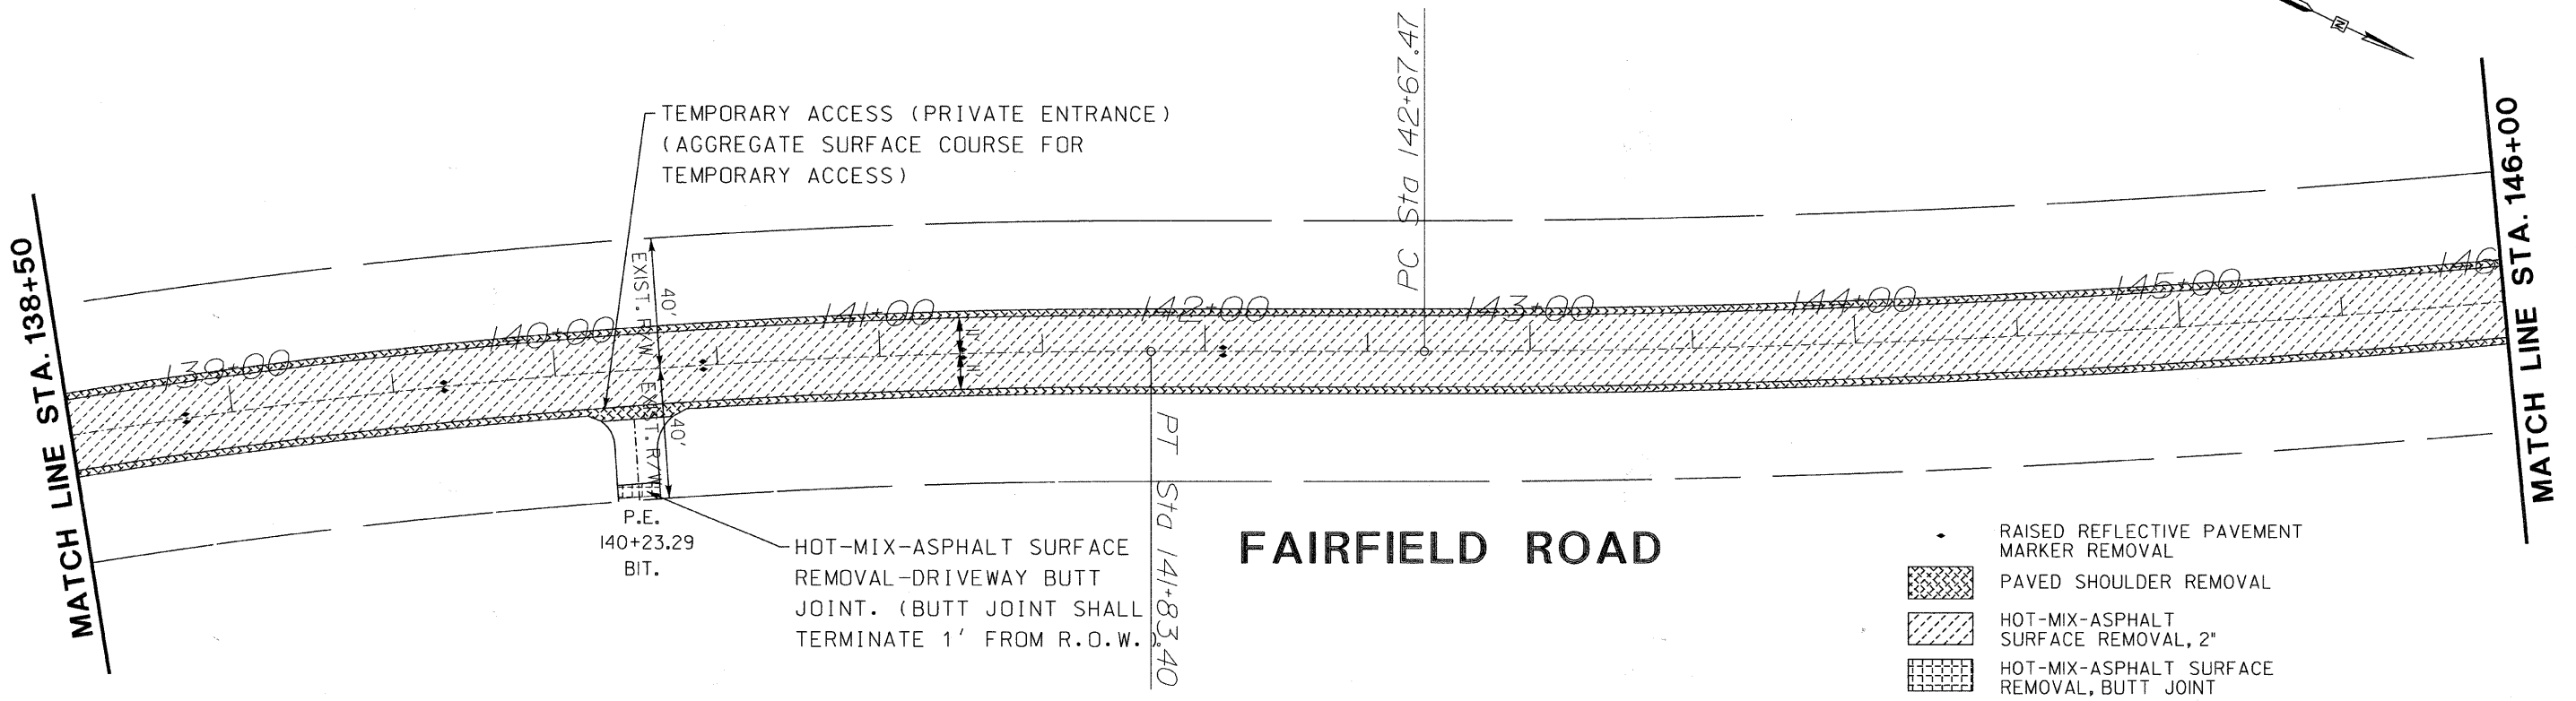 N
PC Sta 142+67.47
TEMPORARY ACCESS (PRIVATE ENTRANCE)
(AGGREGATE SURFACE COURSE FOR
TEMPORARY ACCESS)
MATCH LINE STA. 138+50
MATCH LINE STA. 146+00
EXIST. R/W
40'
139+00
140+00
141+00
142+00
143+00
144+00
145+00
146
11'
11'
EXIST. R/W
40'
PT Sta 141+83.40
P.E.
140+23.29
BIT.
HOT-MIX-ASPHALT SURFACE
REMOVAL-DRIVEWAY BUTT
JOINT. (BUTT JOINT SHALL
TERMINATE 1' FROM R.O.W.)
FAIRFIELD ROAD
RAISED REFLECTIVE PAVEMENT
MARKER REMOVAL
PAVED SHOULDER REMOVAL
HOT-MIX-ASPHALT
SURFACE REMOVAL, 2"
HOT-MIX-ASPHALT SURFACE
REMOVAL, BUTT JOINT